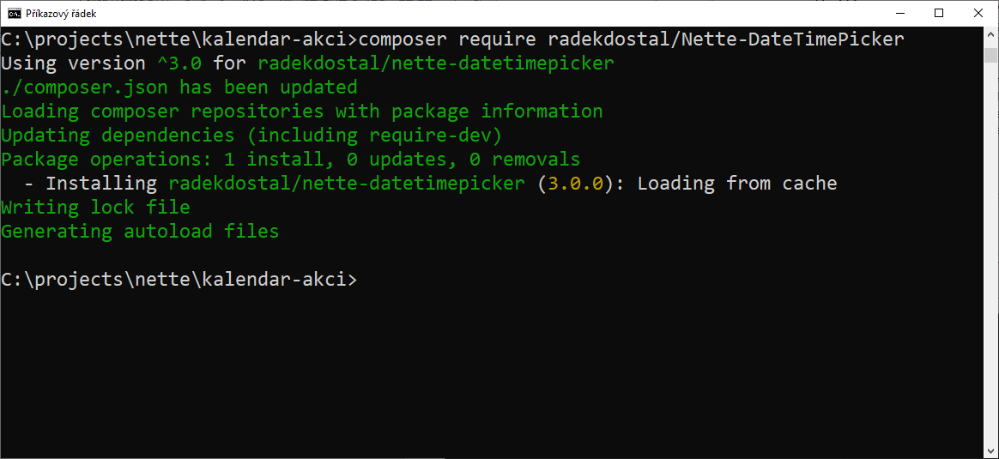 Příkazový řádek
C:\projects\nette\kalendar-akci>composer require radekdostal/Nette-DateTimePicker
Using version ^3.0 for radekdostal/nette-datetimepicker
./composer.json has been updated
Loading composer repositories with package information
Updating dependencies (including require-dev)
Package operations: 1 install, 0 updates, 0 removals
  - Installing radekdostal/nette-datetimepicker (3.0.0): Loading from cache
Writing lock file
Generating autoload files
C:\projects\nette\kalendar-akci>